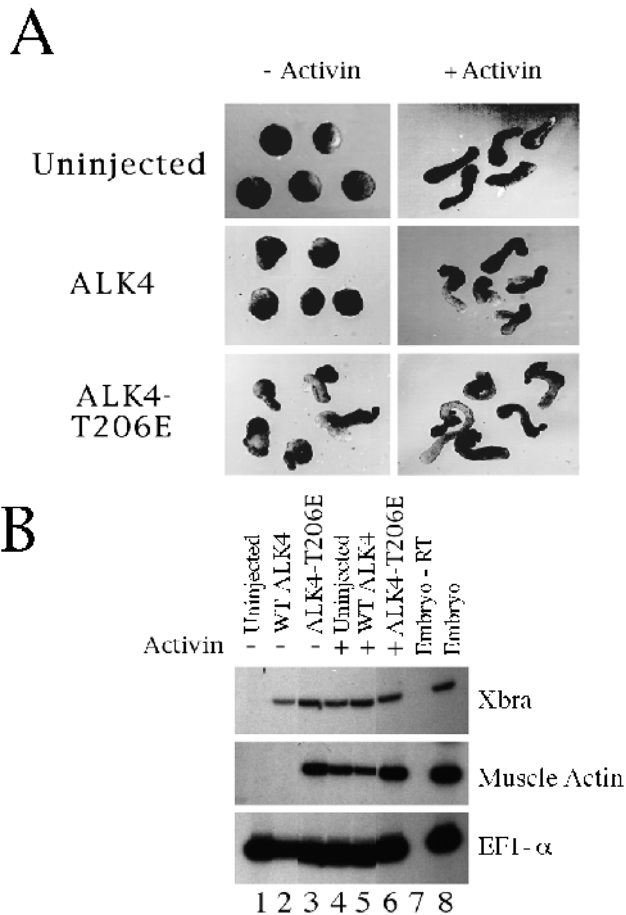 A
- Activin
+ Activin
Uninjected
ALK4
ALK4-
T206E
B
Activin
- Uninjected
- WT ALK4
- ALK4-T206E
+ Uninjected
+ WT ALK4
+ ALK4-T206E
Embryo - RT
Embryo
Xbra
Muscle Actin
EF1-α
1 2 3 4 5 6 7 8